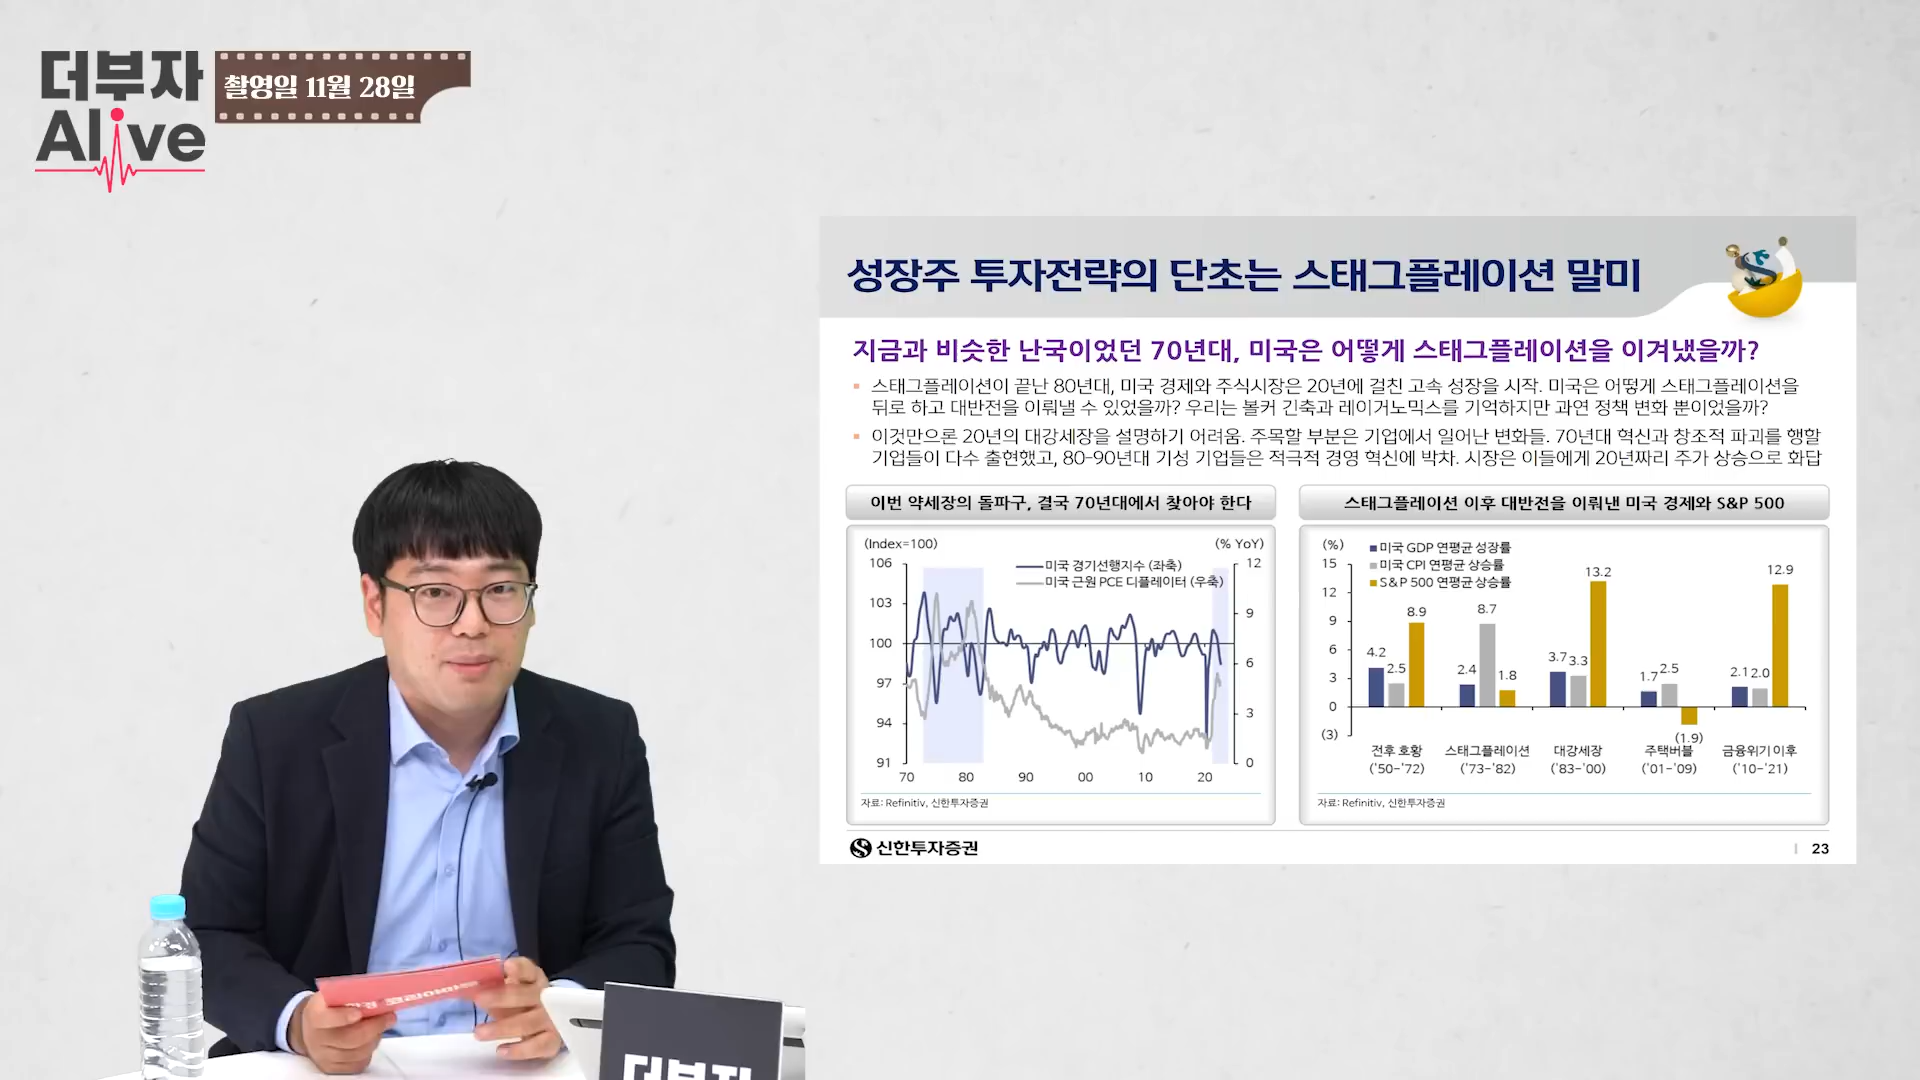 더부자
Alive
촬영일 11월 28일
성장주 투자전략의 단초는 스태그플레이션 말미
지금과 비슷한 난국이었던 70년대, 미국은 어떻게 스태그플레이션을 이겨냈을까?
스태그플레이션이 끝난 80년대, 미국 경제와 주식시장은 20년에 걸친 고속 성장을 시작. 미국은 어떻게 스태그플레이션을
뒤로 하고 대반전을 이뤄낼 수 있었을까? 우리는 볼커 긴축과 레이거노믹스를 기억하지만 과연 정책 변화 뿐이었을까?
이것만으론 20년의 대강세장을 설명하기 어려움. 주목할 부분은 기업에서 일어난 변화들. 70년대 혁신과 창조적 파괴를 행할
기업들이 다수 출현했고, 80-90년대 기성 기업들은 적극적 경영 혁신에 박차. 시장은 이들에게 20년짜리 주가 상승으로 화답
이번 약세장의 돌파구, 결국 70년대에서 찾아야 한다
(Index=100) (% YoY)
미국 경기선행지수 (좌축)
미국 근원 PCE 디플레이터 (우축)
106 12
103 9
100
97 6
94 3
91 0
70 80 90 00 10 20
자료: Refinitiv, 신한투자증권
스태그플레이션 이후 대반전을 이뤄낸 미국 경제와 S&P 500
(%)
미국 GDP 연평균 성장률
미국 CPI 연평균 상승률
S&P 500 연평균 상승률
15
12
9
6
3
0
(3)
4.2 2.5 8.9 2.4 8.7 1.8 3.7 3.3 13.2 1.7 2.5 (1.9) 2.1 2.0 12.9
전후 호황 스태그플레이션 대강세장 주택버블 금융위기 이후
('50-'72) ('73-'82) ('83-'00) ('01-'09) ('10-'21)
자료: Refinitiv, 신한투자증권
신한투자증권
23
더부자